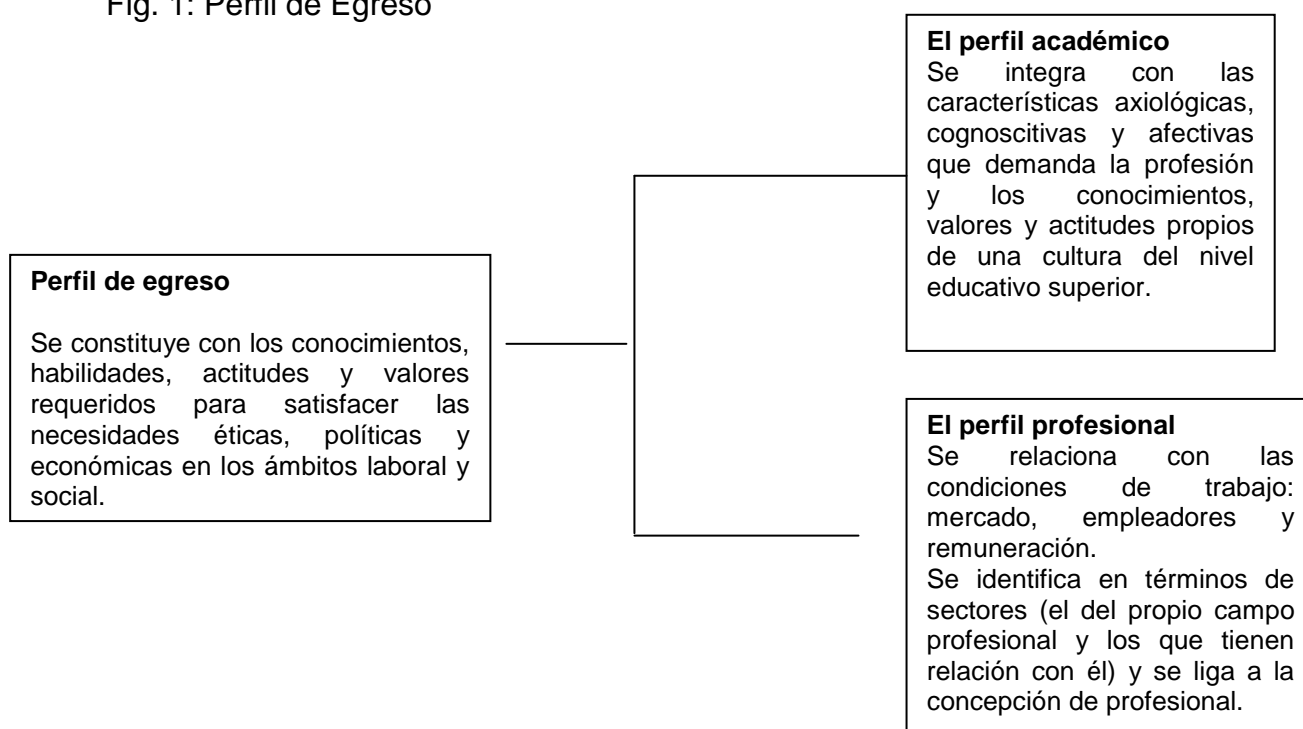 Fig. 1: Perfil de Egreso
El perfil académico
Se integra con las
características axiológicas,
cognoscitivas y afectivas
que demanda la profesión
y los conocimientos,
valores y actitudes propios
de una cultura del nivel
educativo superior.
Perfil de egreso
Se constituye con los conocimientos,
habilidades, actitudes y valores
requeridos para satisfacer las
necesidades éticas, políticas y
económicas en los ámbitos laboral y
social.
El perfil profesional
Se relaciona con las
condiciones de trabajo:
mercado, empleadores y
remuneración.
Se identifica en términos de
sectores (el del propio campo
profesional y los que tienen
relación con él) y se liga a la
concepción de profesional.